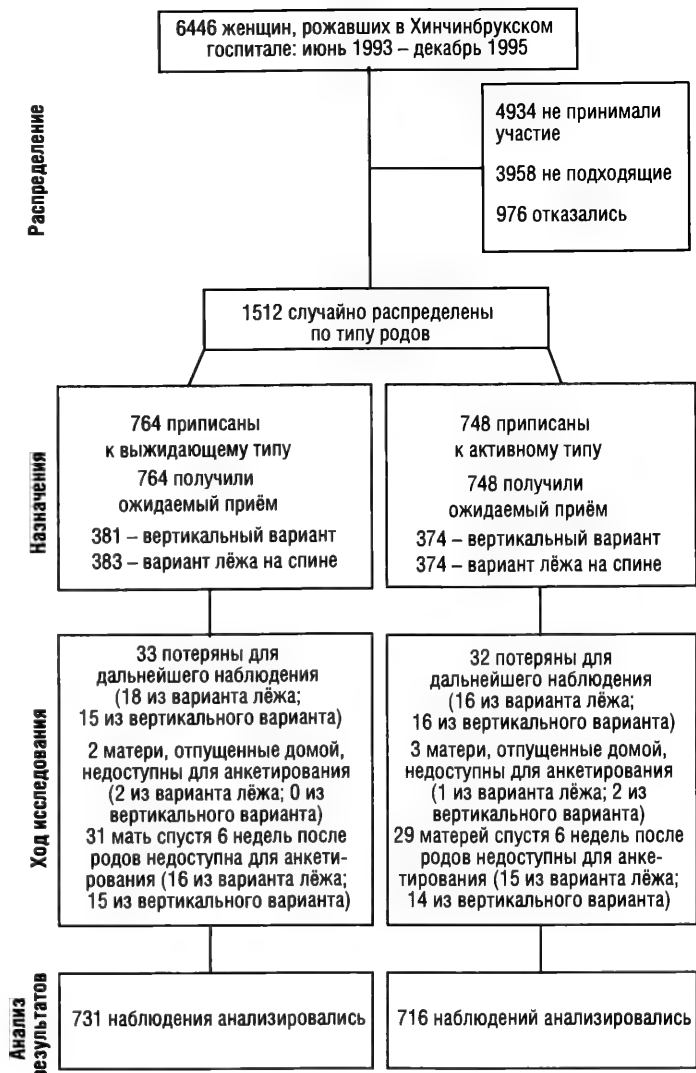 6446 женщин, рожавших в Хинчинбрукском
госпитале: июнь 1993 – декабрь 1995
Распределение
4934 не принимали
участие
3958 не подходящие
976 отказались
1512 случайно распределены
по типу родов
Назначения
764 приписаны
к выжидающему типу
764 получили
ожидаемый приём
381 – вертикальный вариант
383 – вариант лёжа на спине
748 приписаны
к активному типу
748 получили
ожидаемый приём
374 – вертикальный вариант
374 – вариант лёжа на спине
Ход исследования
33 потеряны для
дальнейшего наблюдения
(18 из варианта лёжа;
15 из вертикального варианта)
2 матери, отпущенные домой,
недоступны для анкетирования
(2 из варианта лёжа; 0 из
вертикального варианта)
31 мать спустя 6 недель после
родов недоступна для анкети-
рования (16 из варианта лёжа;
15 из вертикального варианта)
32 потеряны для
дальнейшего наблюдения
(16 из варианта лёжа;
16 из вертикального варианта)
3 матери, отпущенные домой,
недоступны для анкетирования
(1 из варианта лёжа; 2 из
вертикального варианта)
29 матерей спустя 6 недель после
родов недоступны для анке-
тирования (15 из варианта лёжа;
14 из вертикального варианта)
Анализ
результатов
731 наблюдения анализировались
716 наблюдений анализировались